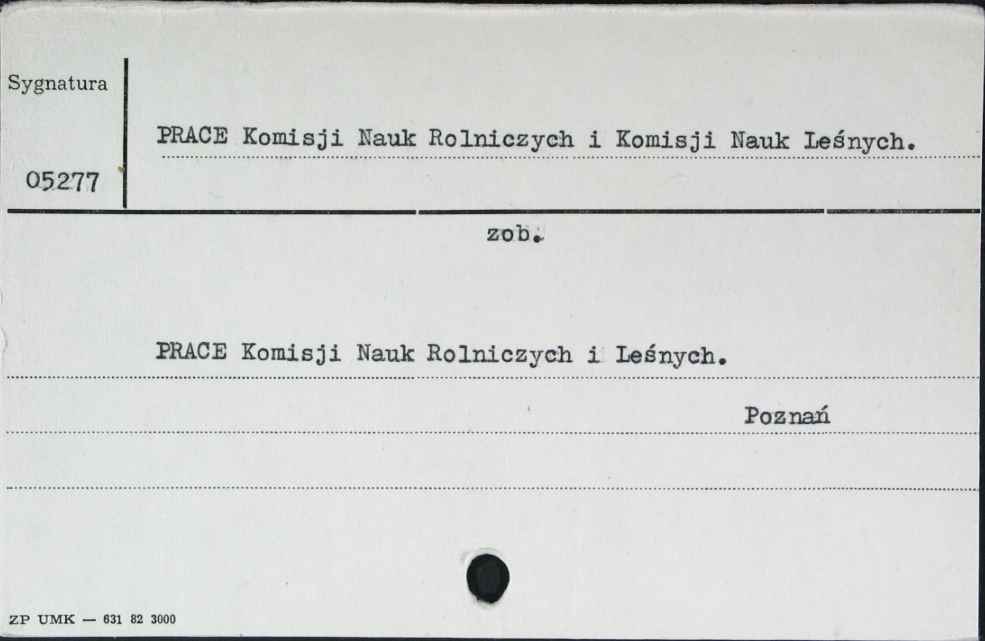 Sygnatura
PRACE Komisji Nauk Rolniczych i Komisji Nauk Leśnych.
05277
zob.
PRACE Komisji Nauk Rolniczych i Leśnych.
Poznań
ZP UMK — 631 82 3000